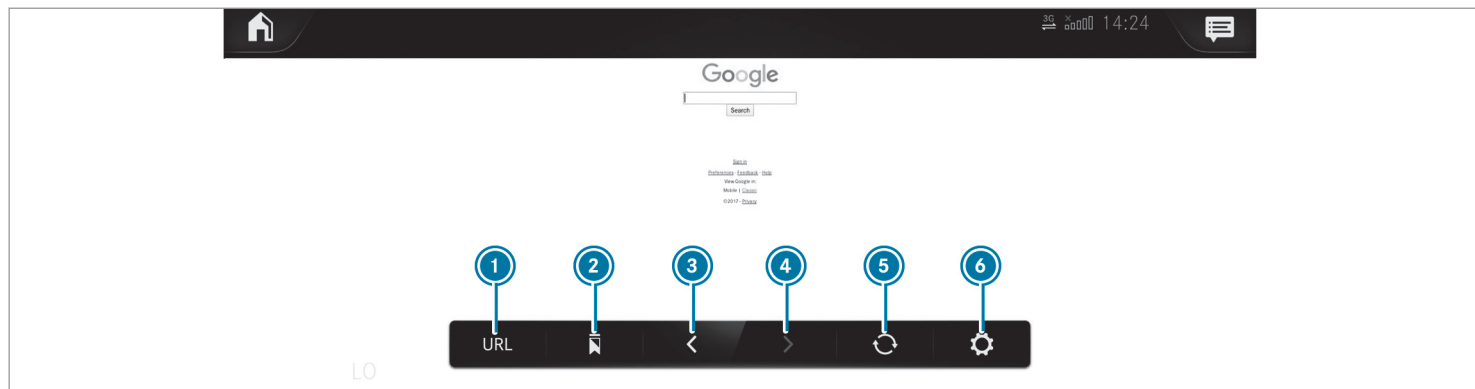 3G 14:24
Google
Search
Sign in
Preferences - Feedback - Help
View Google in:
Mobile | Classic
©2017 - Privacy
1 2 3 4 5 6
URL
LO